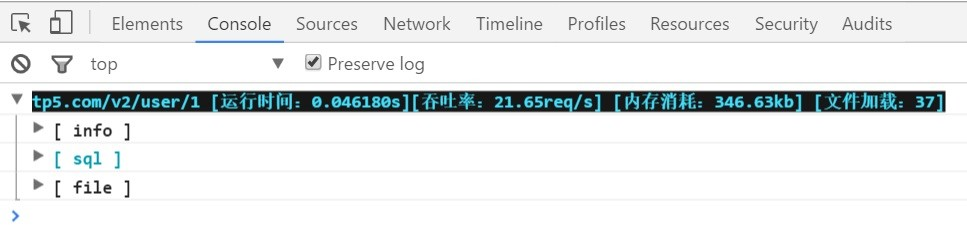 Elements Console Sources Network Timeline Profiles Resources Security Audits
top Preserve log
tp5.com/v2/user/1 [运行时间：0.046180s][吞吐率：21.65req/s] [内存消耗：346.63kb] [文件加载：37]
[ info ]
[ sql ]
[ file ]